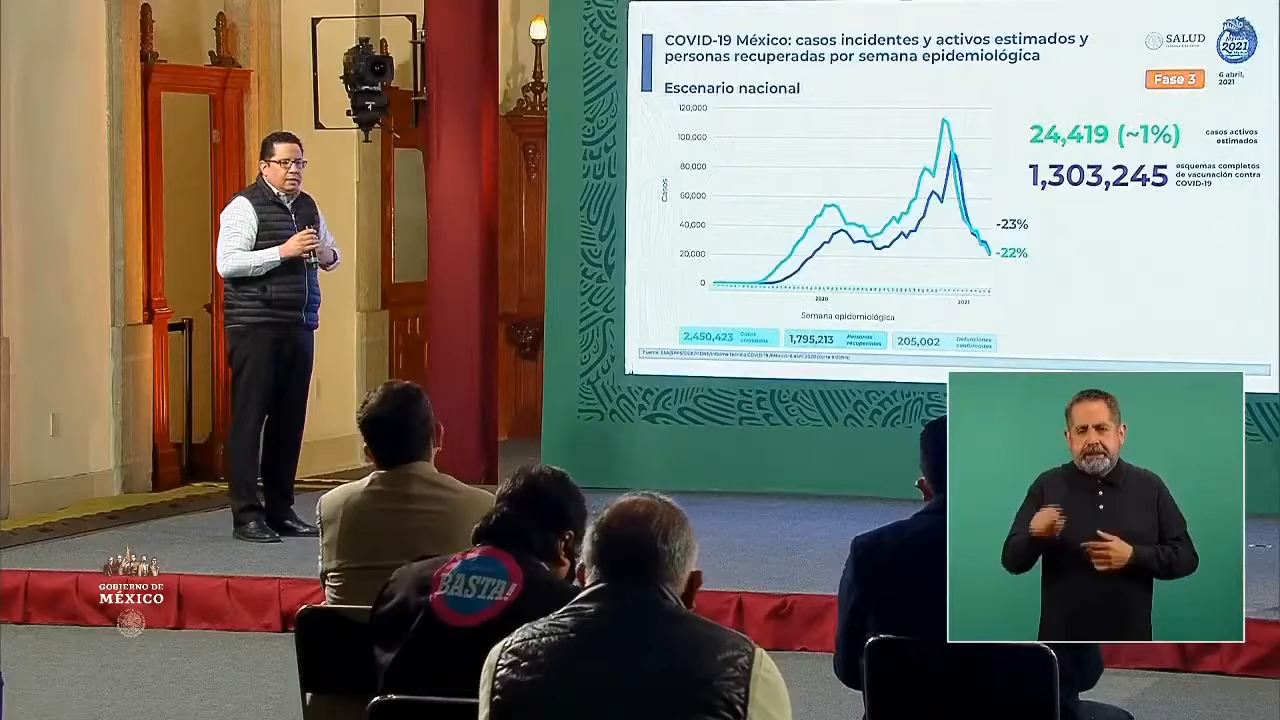 COVID-19 México: casos incidentes y activos estimados y
personas recuperadas por semana epidemiológica
SALUD
2021
Fase 3
6 abril,
2021
Escenario nacional
120,000
100,000
80,000
60,000
40,000
20,000
0
Casos
2020
2021
Semana epidemiológica
-23%
-22%
24,419 (~1%)
casos activos
estimados
1,303,245
esquemas completos
de vacunación contra
COVID-19
2,450,423
Casos
estimados
1,795,213
Personas
recuperadas
205,002
Defunciones
confirmadas
BASTA!
GOBIERNO DE
MÉXICO